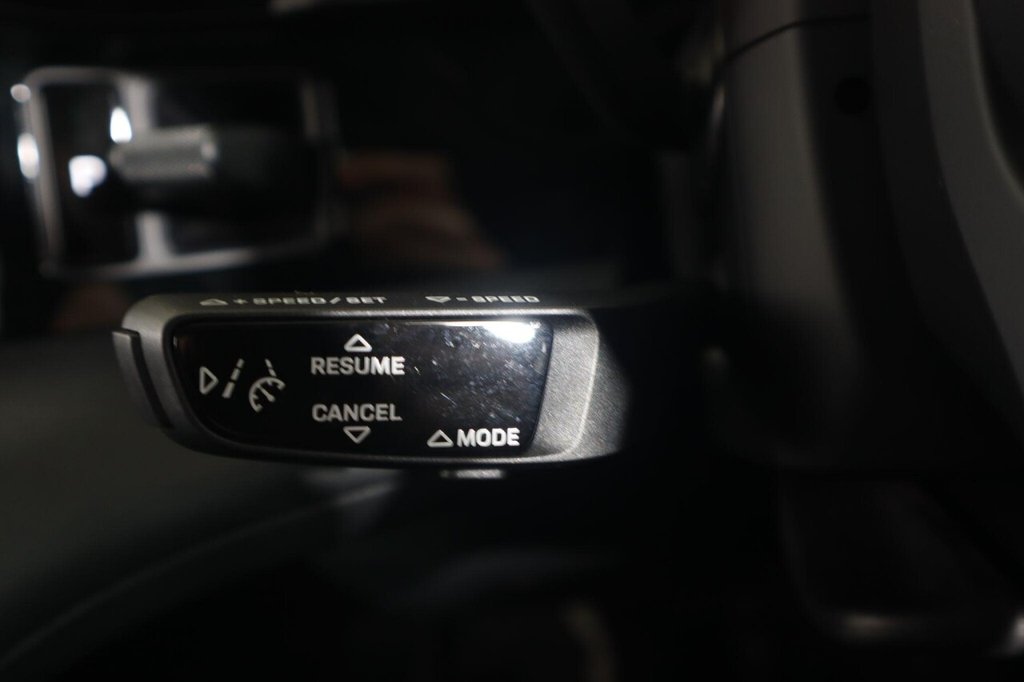 △ + SPEED / SET ▽ - SPEED
RESUME
CANCEL
△ MODE